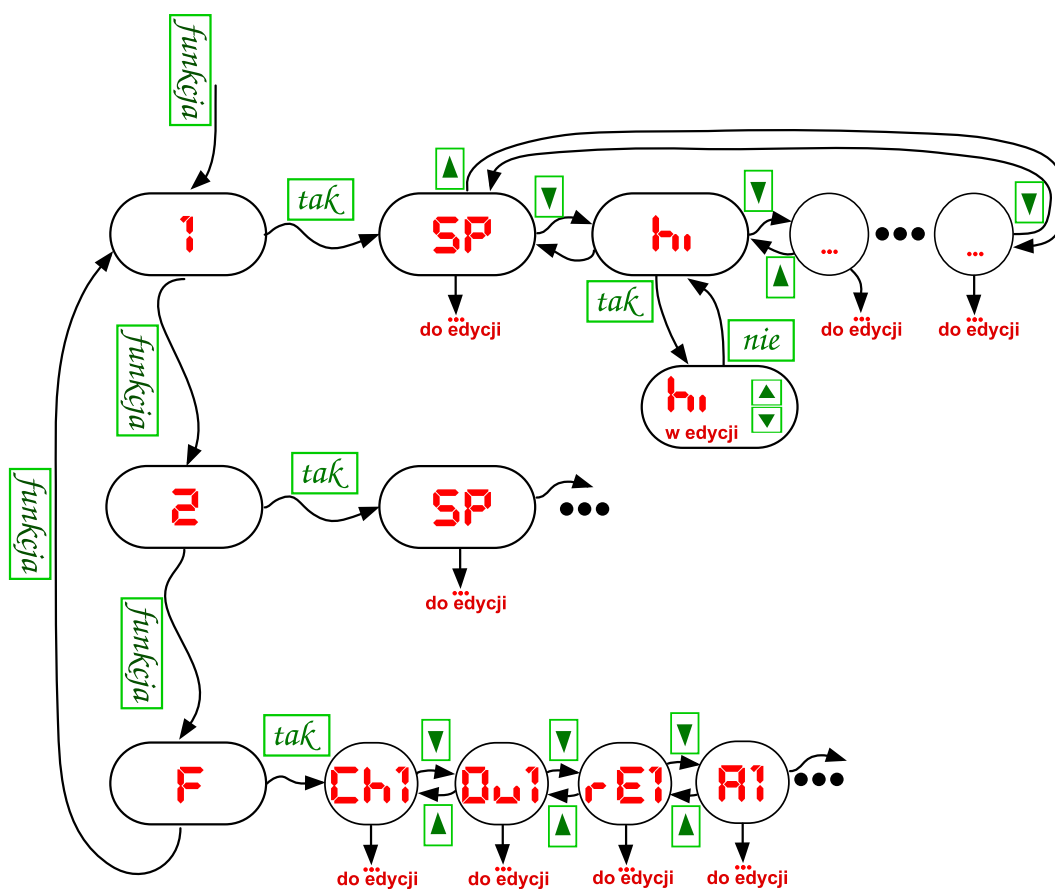 funkcja
tak
1
SP
hi
...
...
do edycji
do edycji
do edycji
tak
nie
hi
w edycji
funkcja
funkcja
tak
2
SP
do edycji
funkcja
tak
F
Ch1
Ou1
rE1
A1
do edycji
do edycji
do edycji
do edycji